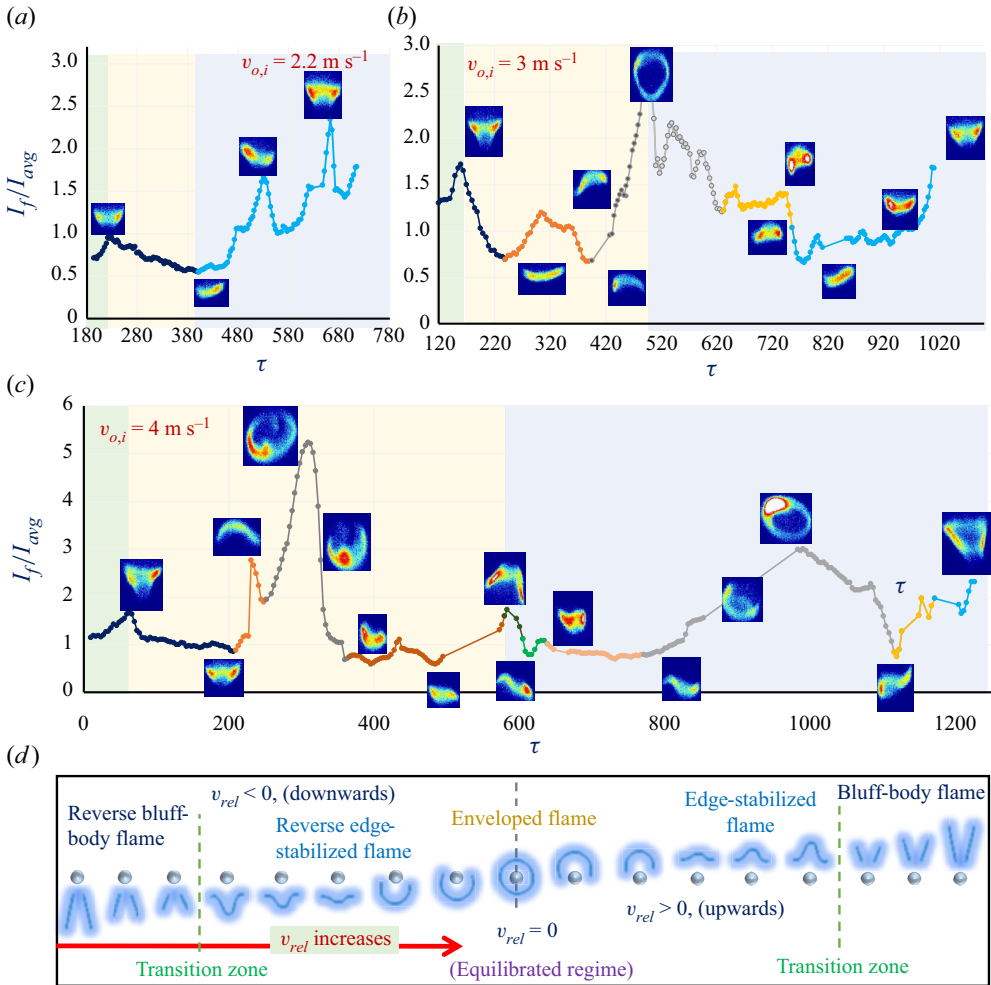 (a)
v_{o,i} = 2.2 m s⁻¹
3.0
2.5
2.0
1.5
1.0
0.5
0
I_f/I_{avg}
180 280 380 480 580 680 780
τ
(b)
v_{o,i} = 3 m s⁻¹
3.0
2.5
2.0
1.5
1.0
0.5
0
120 220 320 420 520 620 720 820 920 1020
τ
(c)
v_{o,i} = 4 m s⁻¹
6
5
4
3
2
1
0
I_f/I_{avg}
τ
0 200 400 600 800 1000 1200
τ
(d)
Reverse bluff-
body flame
v_{rel} < 0, (downwards)
Reverse edge-
stabilized flame
Enveloped flame
Edge-stabilized
flame
Bluff-body flame
v_{rel} > 0, (upwards)
v_{rel} = 0
v_{rel} increases
Transition zone
(Equilibrated regime)
Transition zone